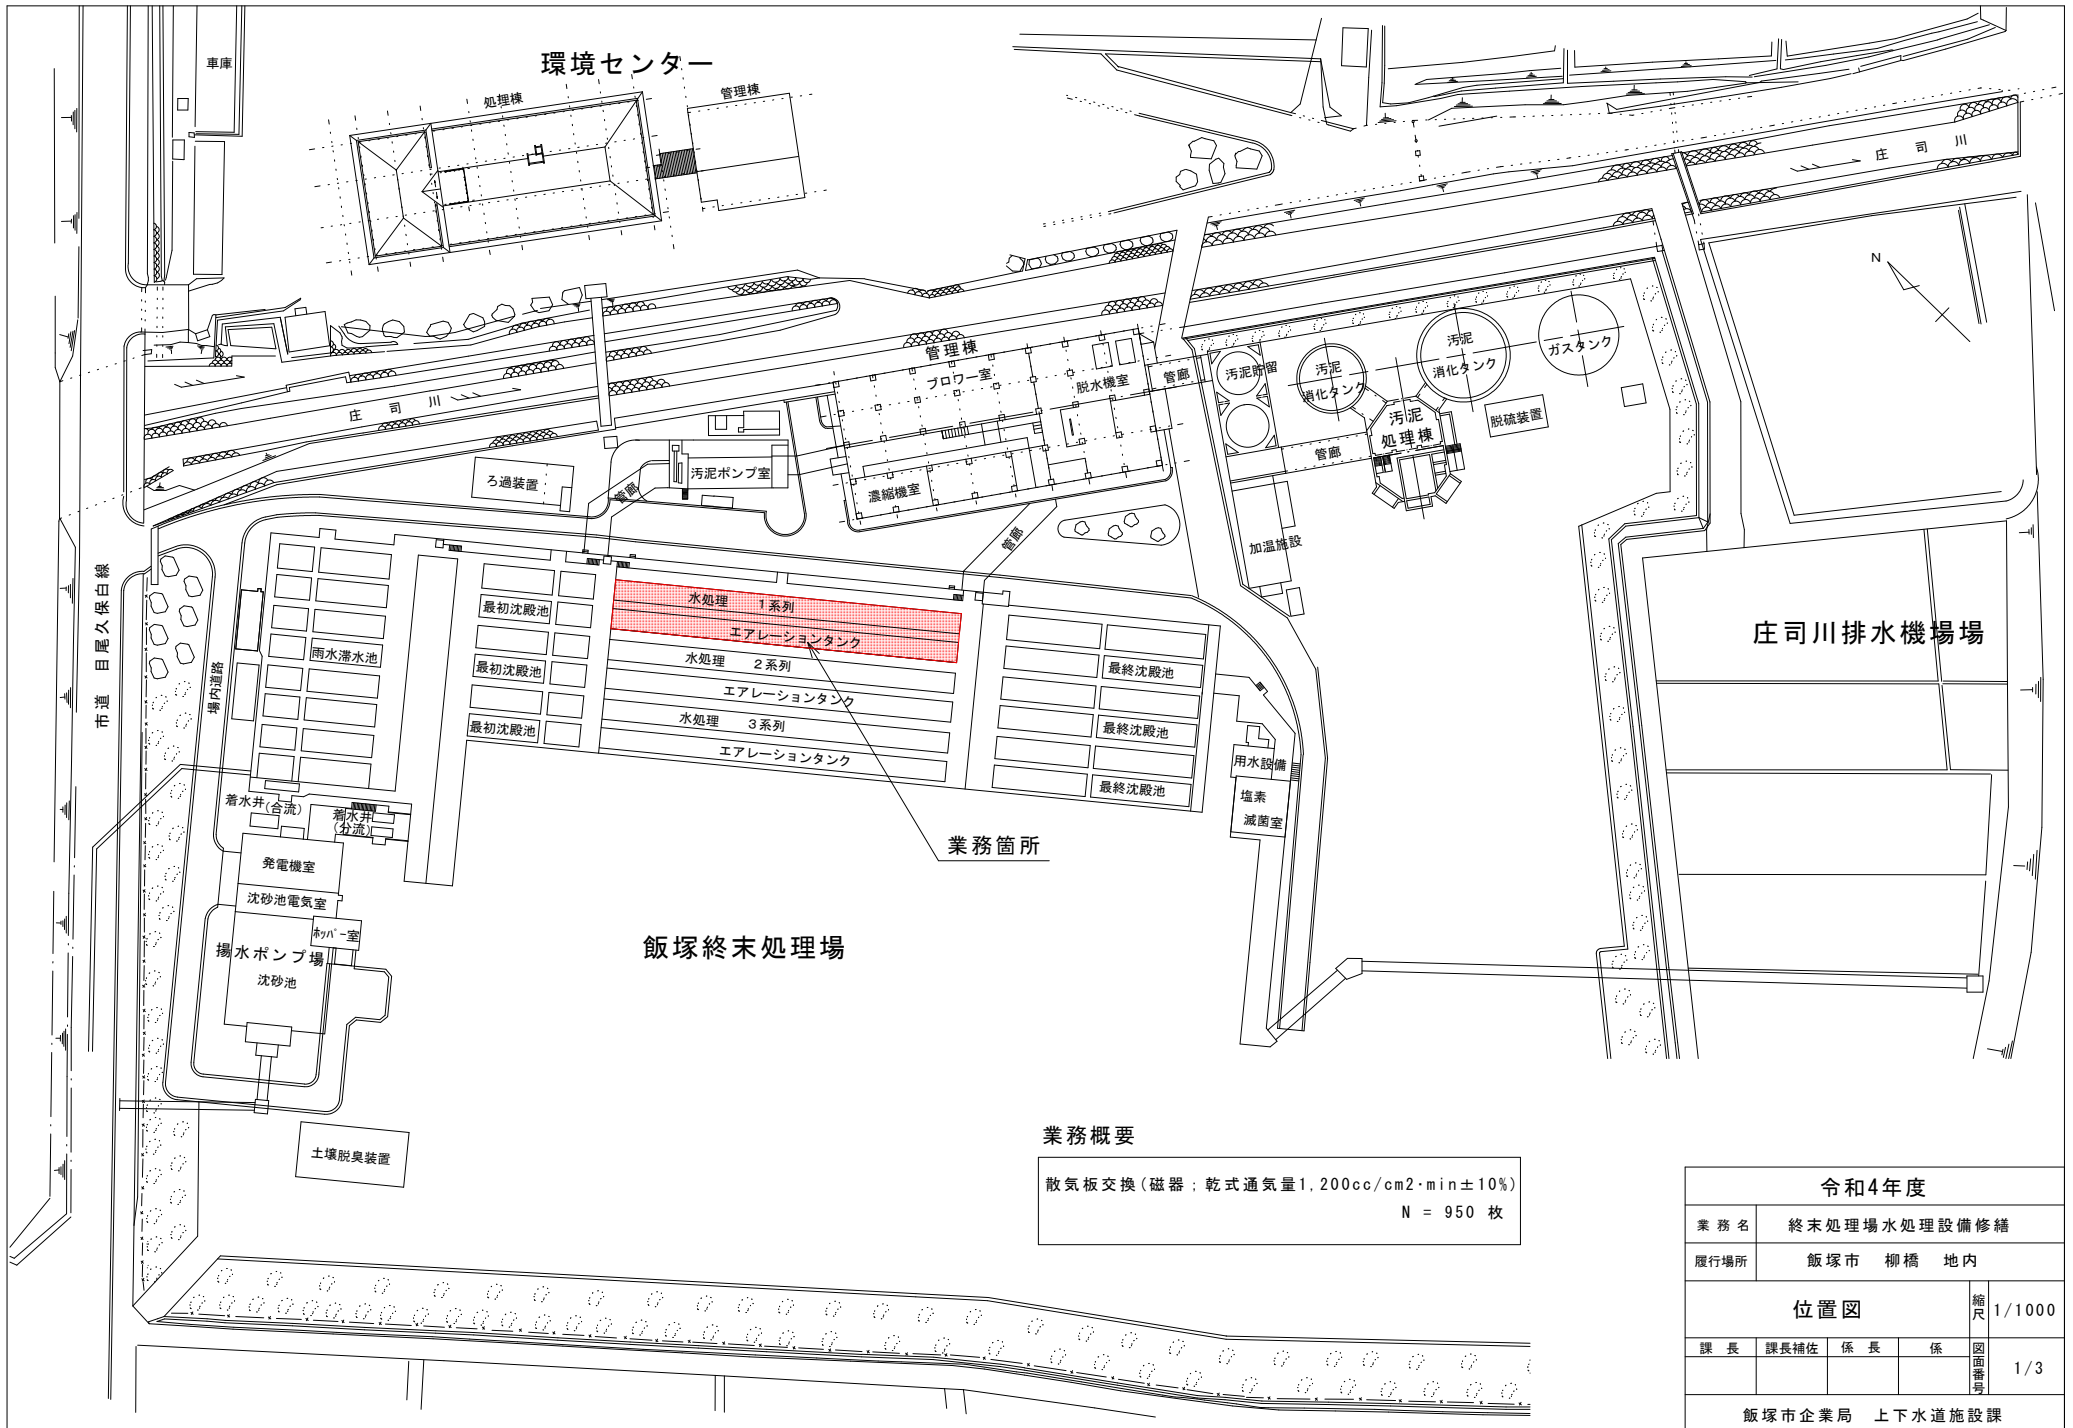 環境センター
車庫
処理棟
管理棟
庄司川
N
管理棟
ブロワー室
脱水機室
管廊
汚泥貯留
汚泥
消化タンク
汚泥
消化タンク
ガスタンク
汚泥
処理棟
脱硫装置
管廊
庄司川
ろ過装置
汚泥ポンプ室
管廊
濃縮機室
管廊
加温施設
市道 目尾久保白線
場内道路
雨水滞水池
最初沈殿池
最初沈殿池
最初沈殿池
水処理 1系列
エアレーションタンク
水処理 2系列
エアレーションタンク
水処理 3系列
エアレーションタンク
最終沈殿池
最終沈殿池
最終沈殿池
庄司川排水機場場
用水設備
塩素
滅菌室
着水井(合流)
着水井
(分流)
発電機室
沈砂池電気室
ホッパー室
揚水ポンプ場
沈砂池
業務箇所
飯塚終末処理場
土壌脱臭装置
業務概要
散気板交換(磁器;乾式通気量1,200cc/cm2・min±10%)
N = 950 枚
令和4年度
業務名 終末処理場水処理設備修繕
履行場所 飯塚市 柳橋 地内
位置図 縮尺 1/1000
課長 課長補佐 係長 係 図面番号 1/3
飯塚市企業局 上下水道施設課